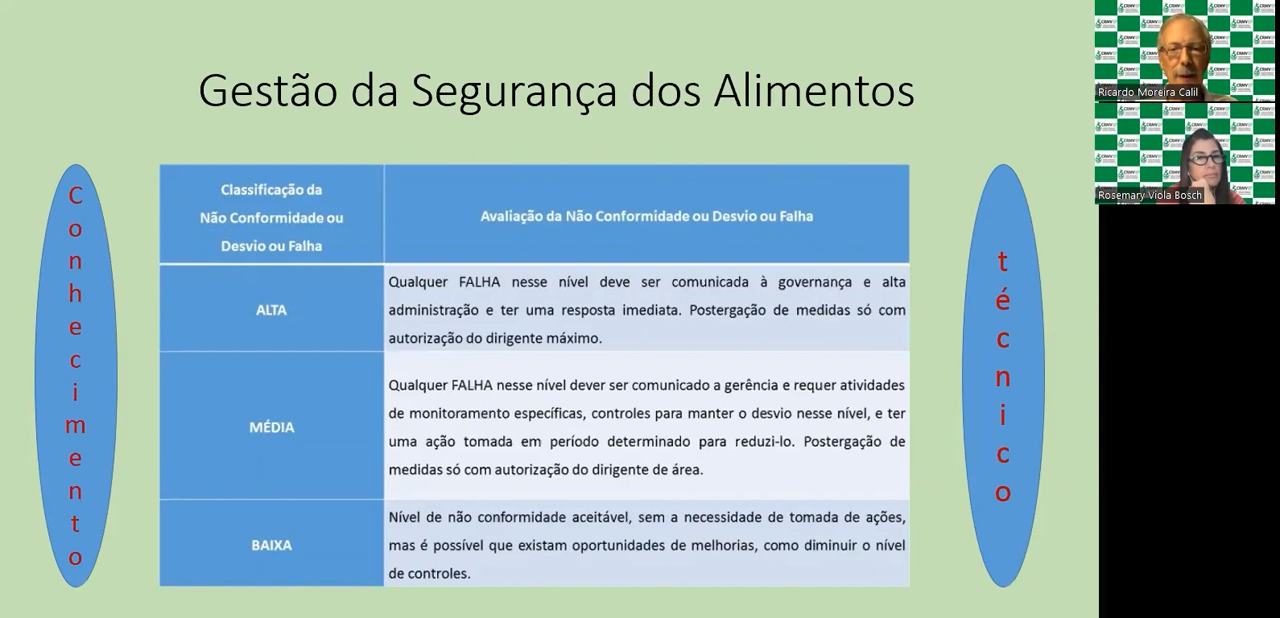 Gestão da Segurança dos Alimentos
Conhecimento
Classificação da
Não Conformidade ou
Desvio ou Falha
Avaliação da Não Conformidade ou Desvio ou Falha
ALTA
Qualquer FALHA nesse nível deve ser comunicada à governança e alta
administração e ter uma resposta imediata. Postergação de medidas só com
autorização do dirigente máximo.
MÉDIA
Qualquer FALHA nesse nível dever ser comunicado a gerência e requer atividades
de monitoramento específicas, controles para manter o desvio nesse nível, e ter
uma ação tomada em período determinado para reduzi-lo. Postergação de
medidas só com autorização do dirigente de área.
BAIXA
Nível de não conformidade aceitável, sem a necessidade de tomada de ações,
mas é possível que existam oportunidades de melhorias, como diminuir o nível
de controles.
técnico
Ricardo Moreira Calil
Rosemary Viola Bosch